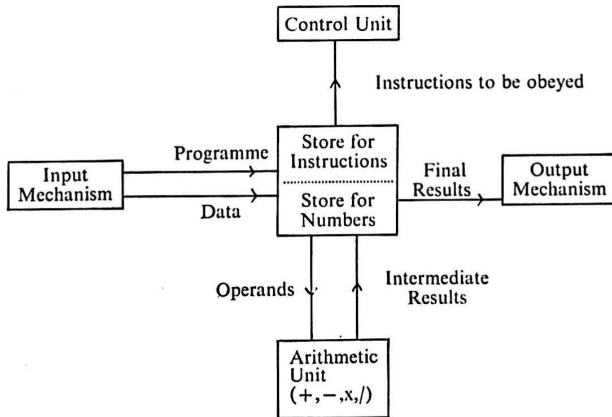 Control Unit
Instructions to be obeyed
Programme
Store for
Instructions
Input
Mechanism
Final
Results
Output
Mechanism
Data
Store for
Numbers
Operands
Intermediate
Results
Arithmetic
Unit
(+,−,x,/)